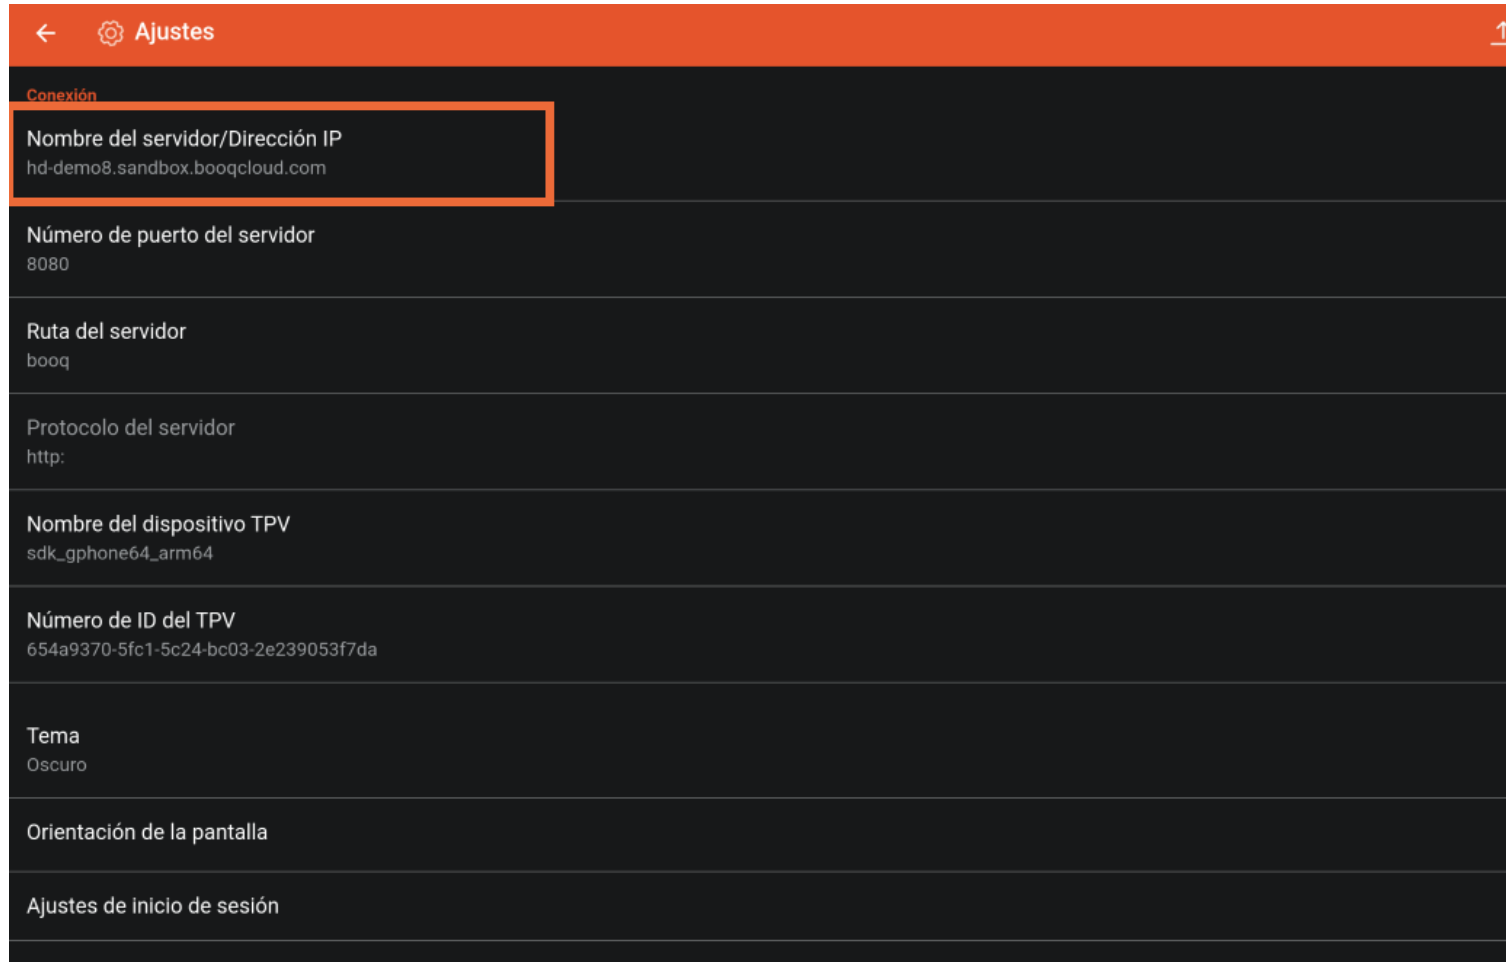 Ajustes
Conexión
Nombre del servidor/Dirección IP
hd-demo8.sandbox.booqcloud.com
Número de puerto del servidor
8080
Ruta del servidor
booq
Protocolo del servidor
http:
Nombre del dispositivo TPV
sdk_gphone64_arm64
Número de ID del TPV
654a9370-5fc1-5c24-bc03-2e239053f7da
Tema
Oscuro
Orientación de la pantalla
Ajustes de inicio de sesión